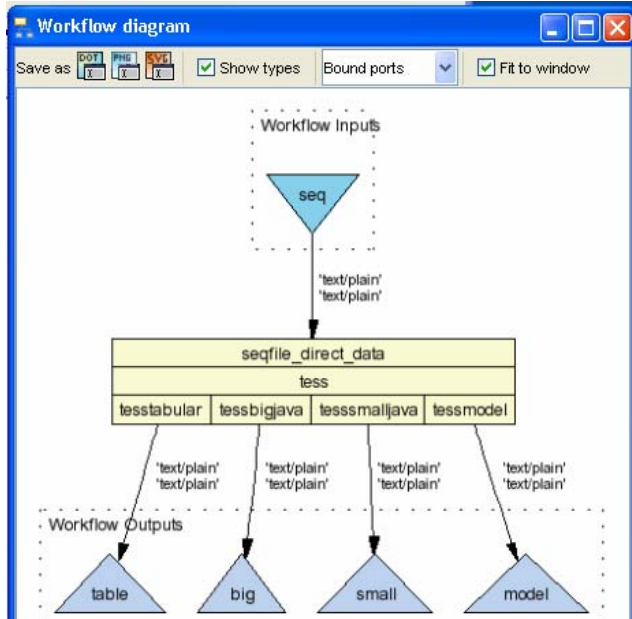 Workflow diagram
Save as DOT PNG SVG Show types Bound ports Fit to window
Workflow Inputs
seq
'text/plain'
'text/plain'
seqfile_direct_data
tess
tesstabular tessbigjava tesssmalljava tessmodel
'text/plain' 'text/plain' 'text/plain' 'text/plain'
'text/plain' 'text/plain' 'text/plain' 'text/plain'
Workflow Outputs
table big small model